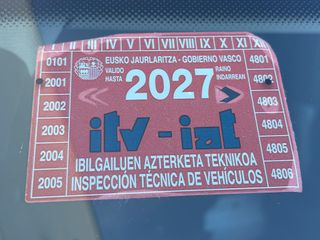 I II III IV V VI VII VIII IX X XI XII
0101 EUSKO JAURLARITZA - GOBIERNO VASCO 4801
VALIDO HASTA 2027 RAINO INDARREAN
2001 4802
2002 4803
2003 itv - iat 4804
2004 IBILGAILUEN AZTERKETA TEKNIKOA 4805
2005 INSPECCIÓN TÉCNICA DE VEHÍCULOS 4806